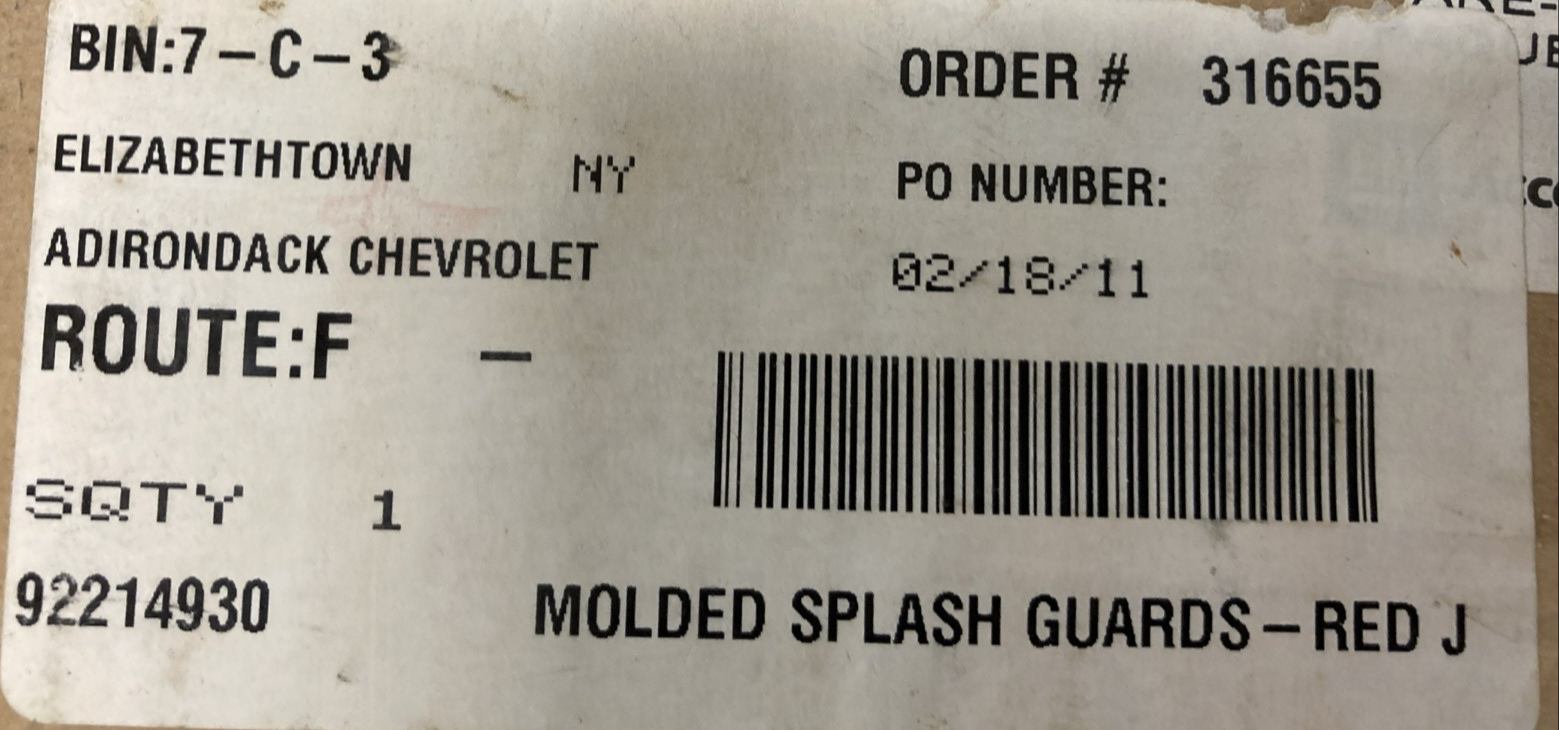 BIN:7-C-3
ORDER # 316655
ELIZABETHTOWN NY
PO NUMBER:
ADIRONDACK CHEVROLET
02/18/11
ROUTE:F -
SQTY 1
92214930 MOLDED SPLASH GUARDS-RED J